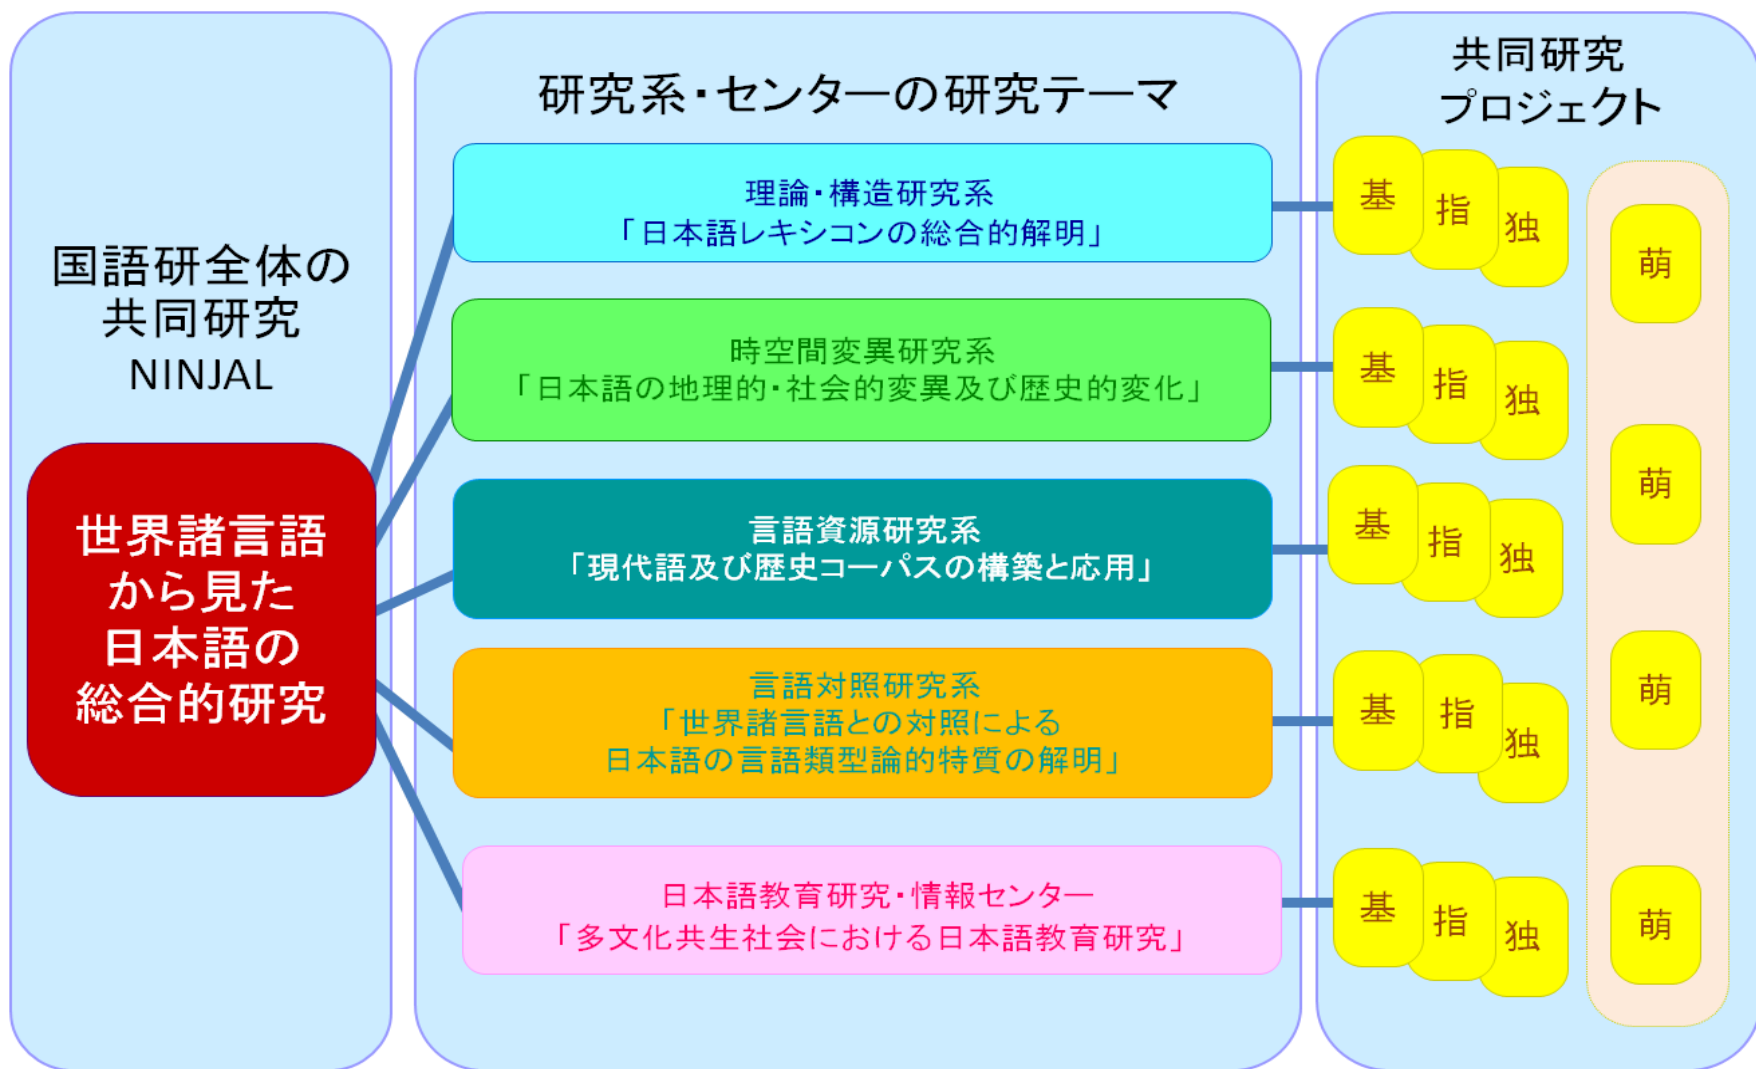 国語研全体の
共同研究
NINJAL
世界諸言語
から見た
日本語の
総合的研究
研究系・センターの研究テーマ
理論・構造研究系
「日本語レキシコンの総合的解明」
時空間変異研究系
「日本語の地理的・社会的変異及び歴史的変化」
言語資源研究系
「現代語及び歴史コーパスの構築と応用」
言語対照研究系
「世界諸言語との対照による
日本語の言語類型論的特質の解明」
日本語教育研究・情報センター
「多文化共生社会における日本語教育研究」
共同研究
プロジェクト
基
指
独
基
指
独
基
指
独
基
指
独
基
指
独
萌
萌
萌
萌